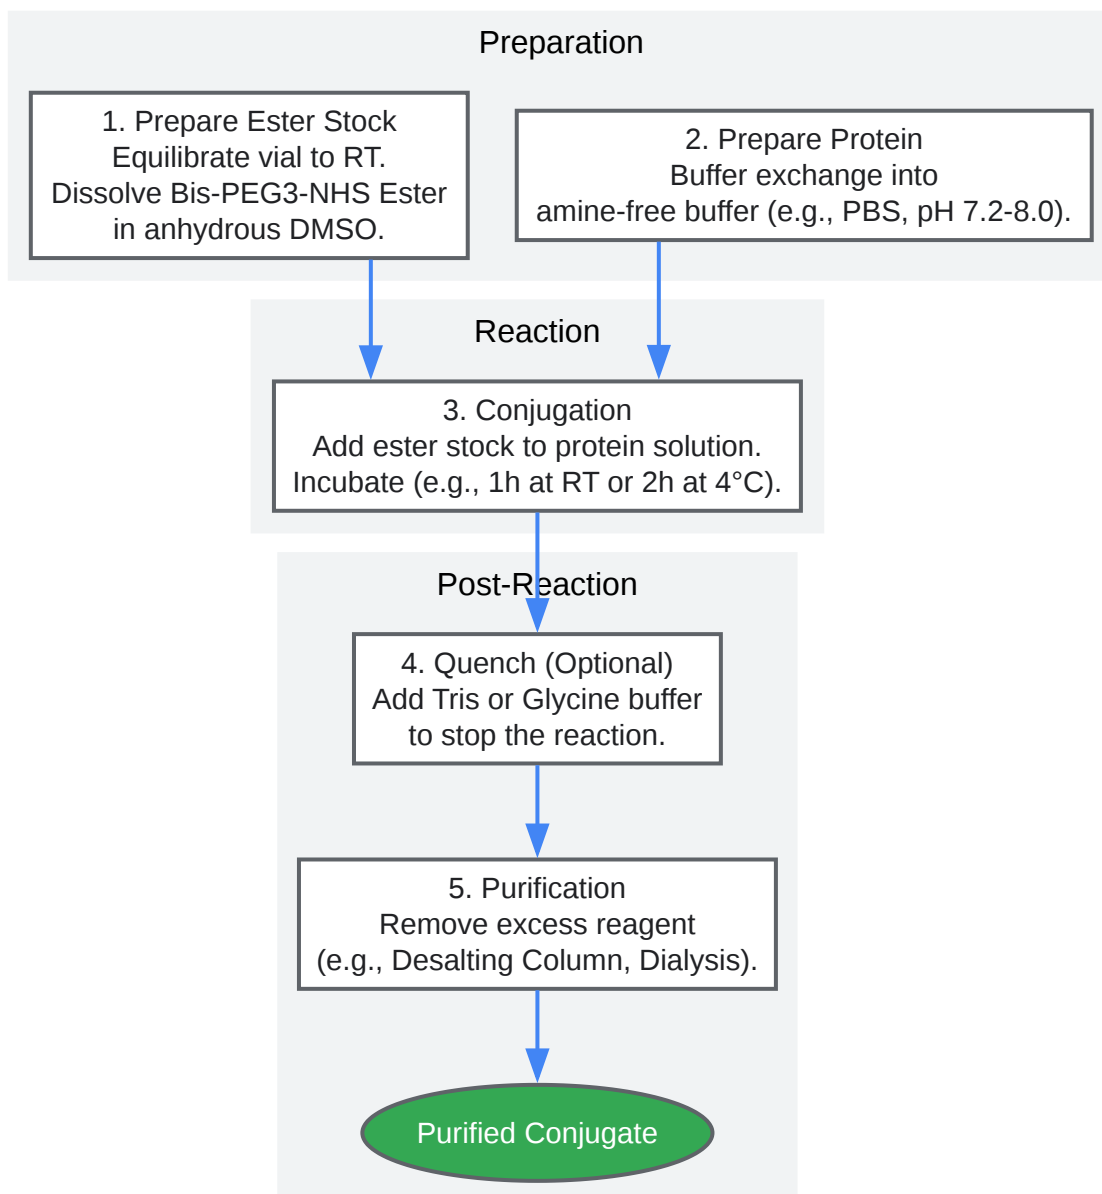 Preparation
1. Prepare Ester Stock
Equilibrate vial to RT.
Dissolve Bis-PEG3-NHS Ester
in anhydrous DMSO.
2. Prepare Protein
Buffer exchange into
amine-free buffer (e.g., PBS, pH 7.2-8.0).
Reaction
3. Conjugation
Add ester stock to protein solution.
Incubate (e.g., 1h at RT or 2h at 4°C).
Post-Reaction
4. Quench (Optional)
Add Tris or Glycine buffer
to stop the reaction.
5. Purification
Remove excess reagent
(e.g., Desalting Column, Dialysis).
Purified Conjugate